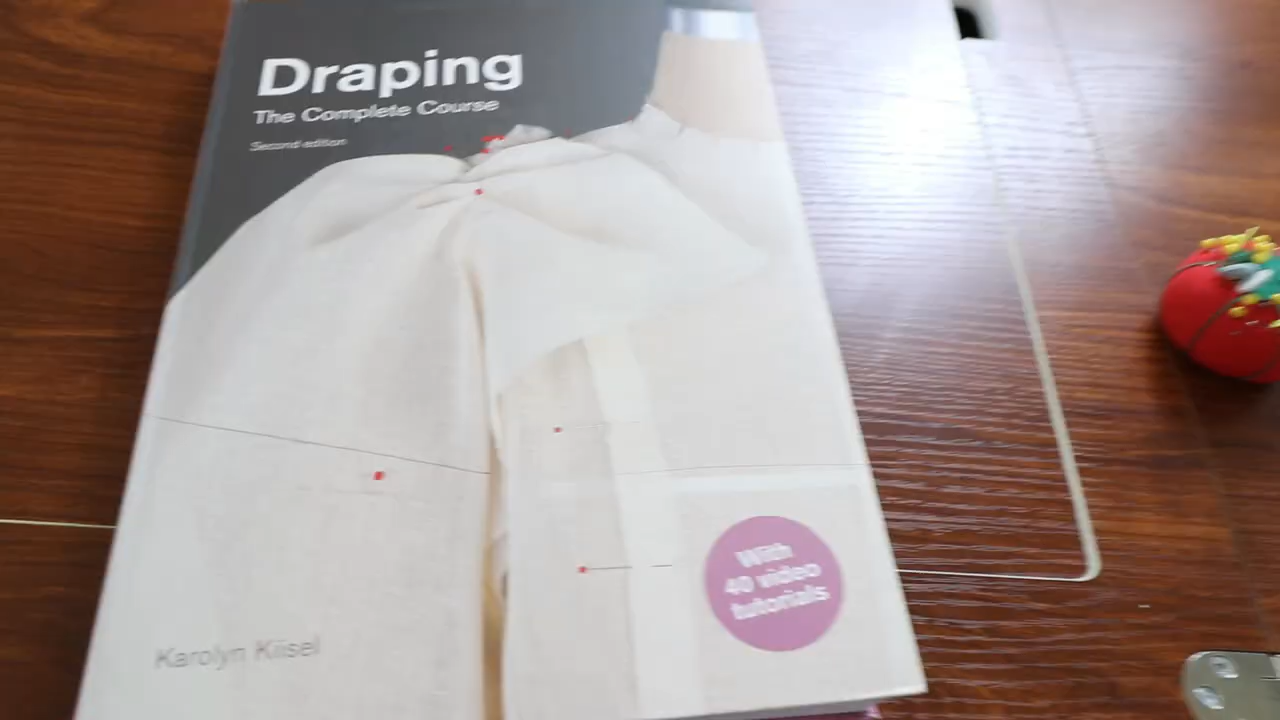 Draping
The Complete Course
Second edition
With
40 video
tutorials
Karolyn Kiisel